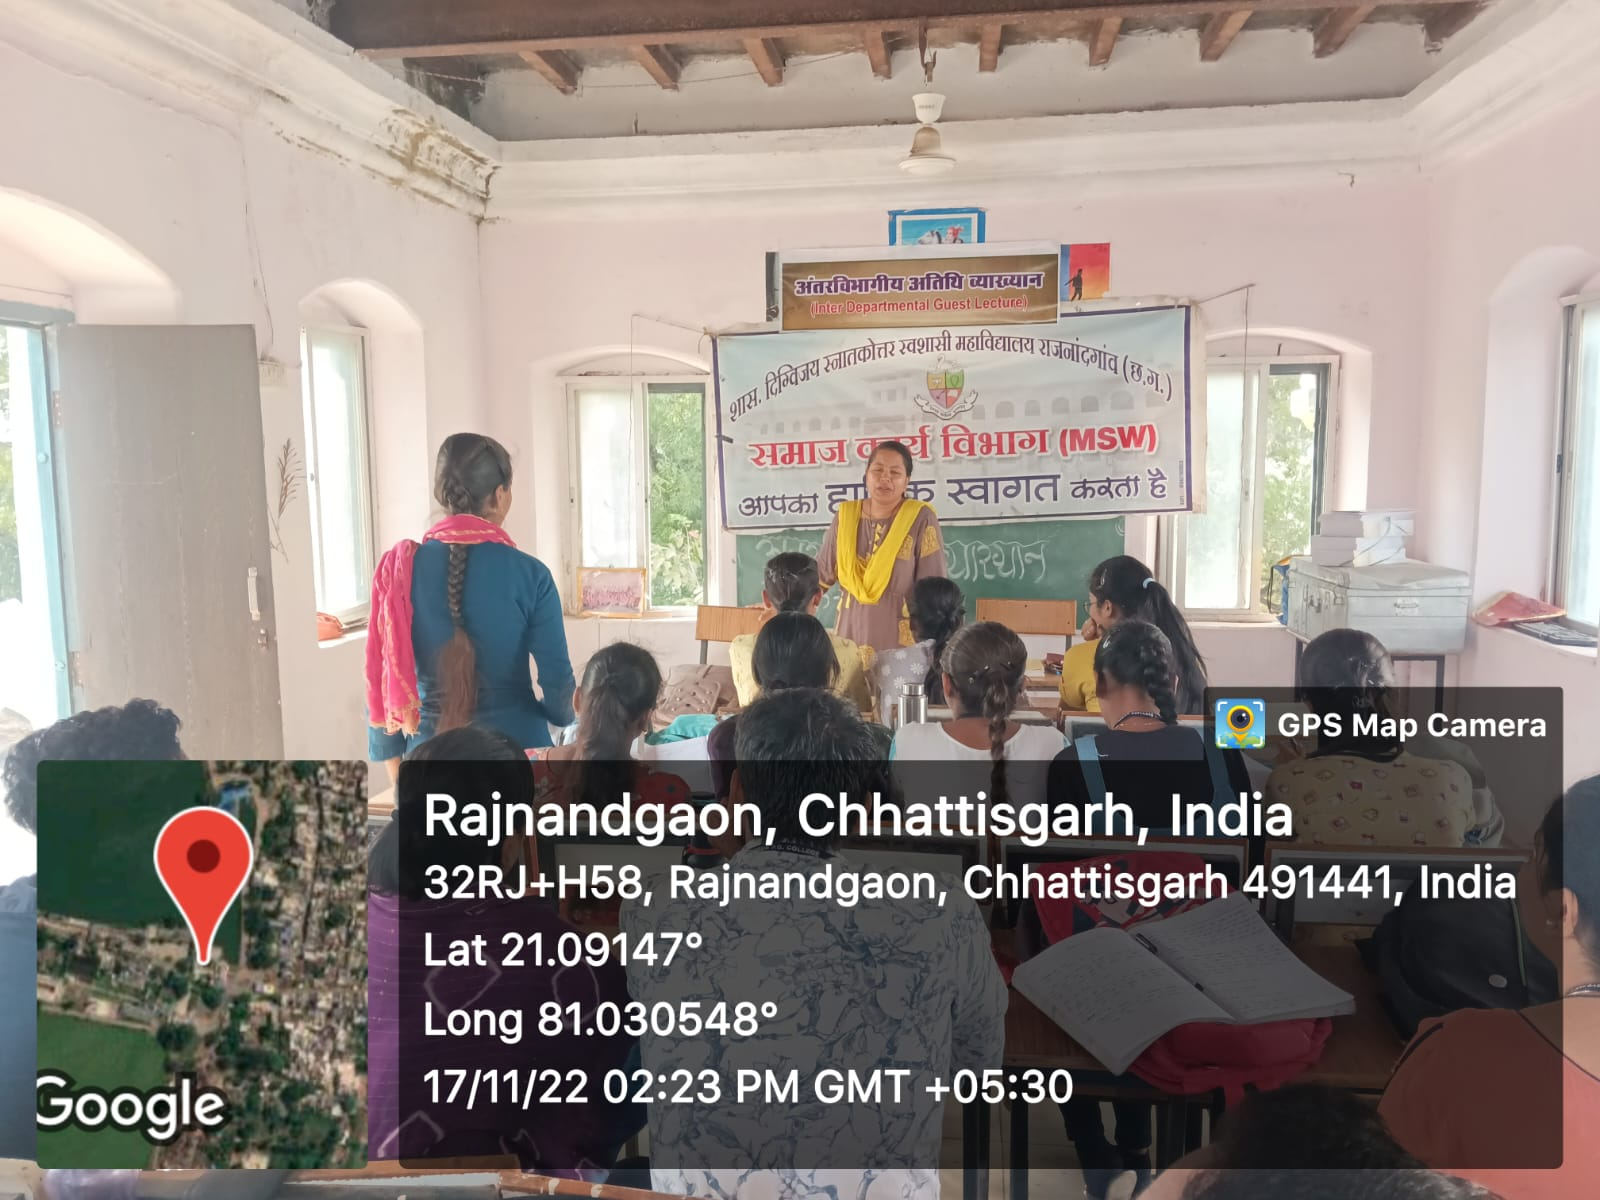 अंतरविभागीय अतिथि व्याख्यान
(Inter Departmental Guest Lecture)
शास. दिग्विजय स्नातकोत्तर स्वशासी महाविद्यालय राजनांदगांव (छ.ग.)
समाज कार्य विभाग (MSW)
आपका स्वागत करता है
व्याख्यान
GPS Map Camera
Rajnandgaon, Chhattisgarh, India
32RJ+H58, Rajnandgaon, Chhattisgarh 491441, India
Lat 21.09147°
Long 81.030548°
17/11/22 02:23 PM GMT +05:30
Google
COLLEGE